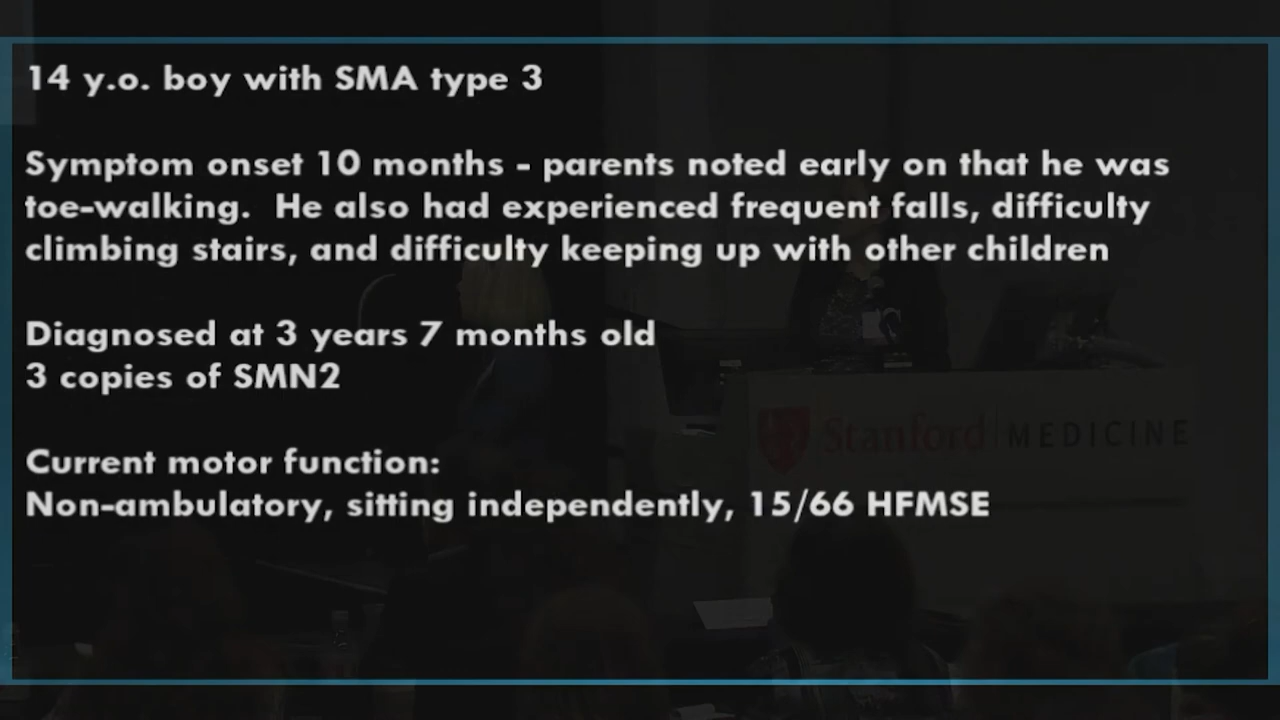 14 y.o. boy with SMA type 3
Symptom onset 10 months - parents noted early on that he was
toe-walking.  He also had experienced frequent falls, difficulty
climbing stairs, and difficulty keeping up with other children
Diagnosed at 3 years 7 months old
3 copies of SMN2
Current motor function:
Non-ambulatory, sitting independently, 15/66 HFMSE
Stanford MEDICINE